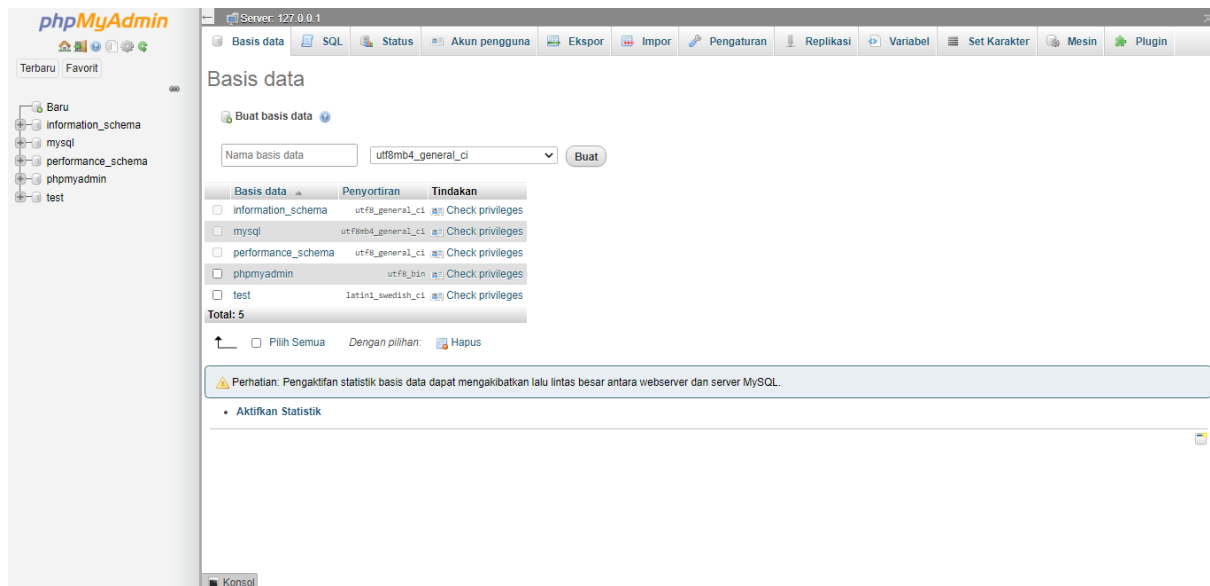 phpMyAdmin
Terbaru Favorit
Baru
information_schema
mysql
performance_schema
phpmyadmin
test
Server: 127.0.0.1
Basis data SQL Status Akun pengguna Ekspor Impor Pengaturan Replikasi Variabel Set Karakter Mesin Plugin
Basis data
Buat basis data
Nama basis data utf8mb4_general_ci Buat
Basis data Penyortiran Tindakan
information_schema utf8_general_ci Check privileges
mysql utf8mb4_general_ci Check privileges
performance_schema utf8_general_ci Check privileges
phpmyadmin utf8_bin Check privileges
test latin1_swedish_ci Check privileges
Total: 5
Pilih Semua Dengan pilihan: Hapus
Perhatian: Pengaktifan statistik basis data dapat mengakibatkan lalu lintas besar antara webserver dan server MySQL.
• Aktifkan Statistik
Konsol